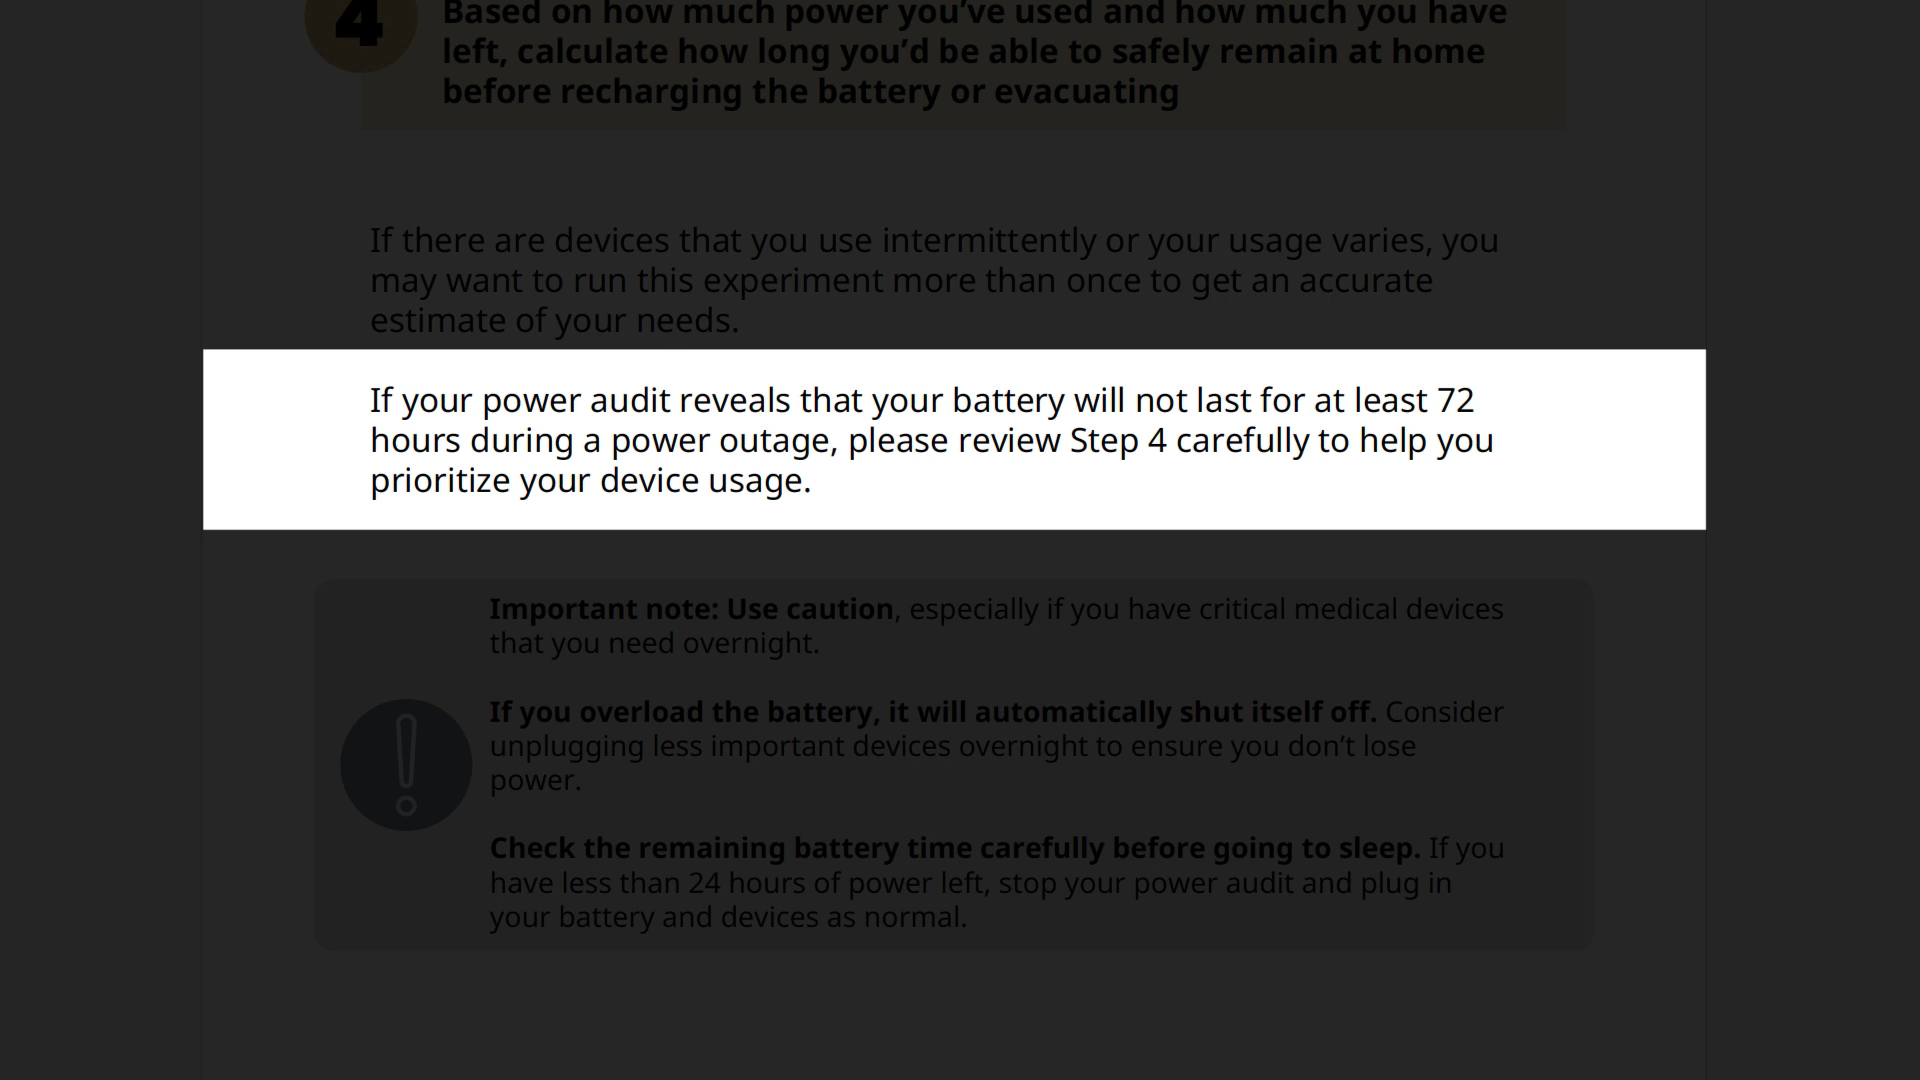 4
Based on how much power you’ve used and how much you have
left, calculate how long you’d be able to safely remain at home
before recharging the battery or evacuating
If there are devices that you use intermittently or your usage varies, you
may want to run this experiment more than once to get an accurate
estimate of your needs.
If your power audit reveals that your battery will not last for at least 72
hours during a power outage, please review Step 4 carefully to help you
prioritize your device usage.
Important note: Use caution, especially if you have critical medical devices
that you need overnight.
If you overload the battery, it will automatically shut itself off. Consider
unplugging less important devices overnight to ensure you don’t lose
power.
Check the remaining battery time carefully before going to sleep. If you
have less than 24 hours of power left, stop your power audit and plug in
your battery and devices as normal.